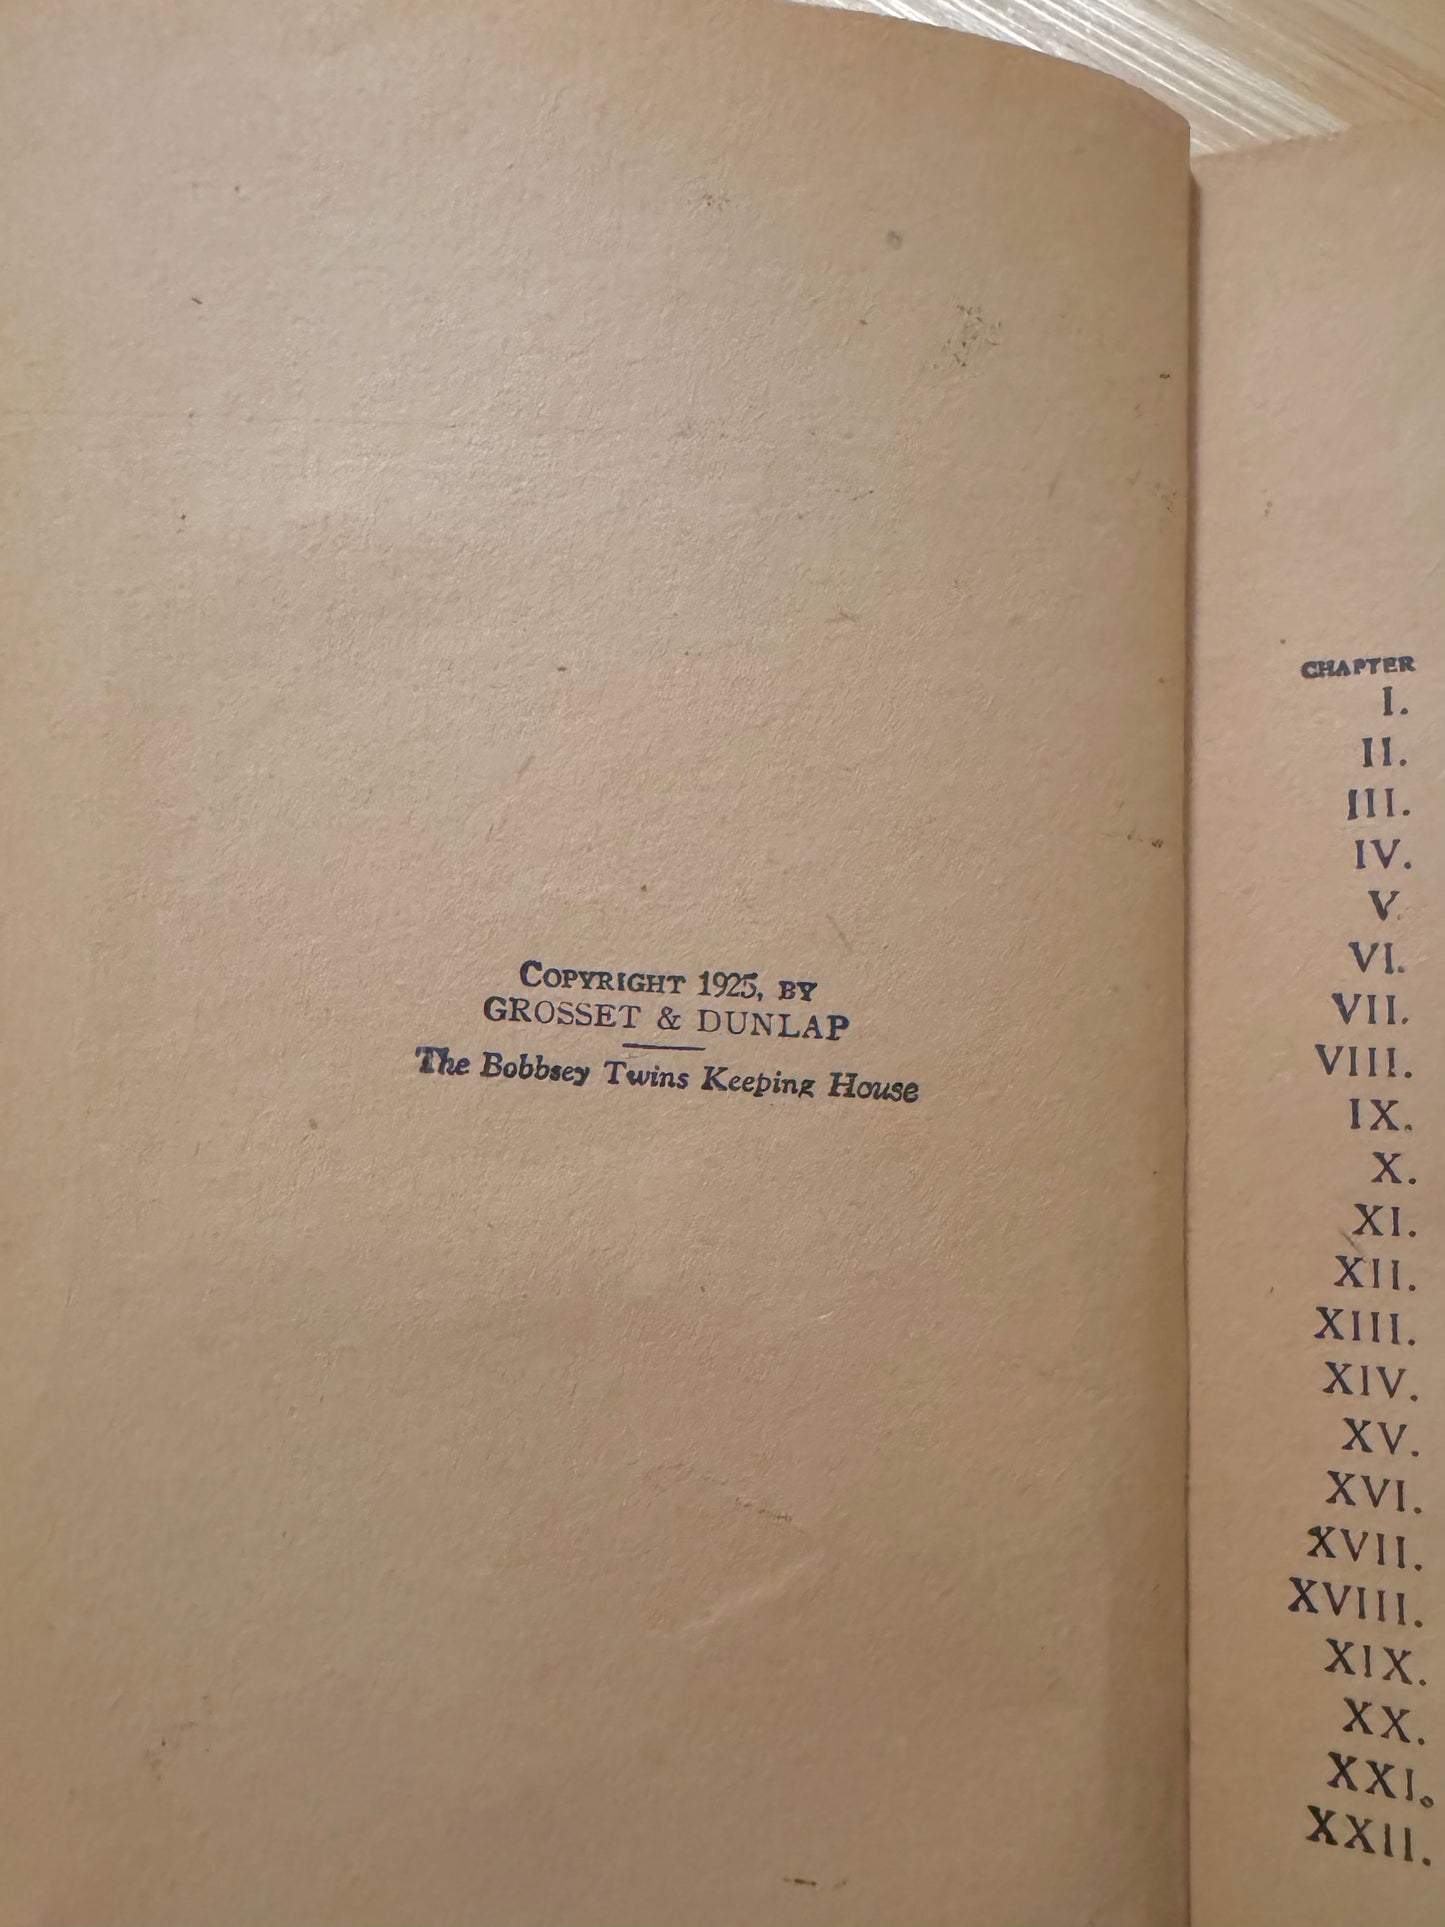 COPYRIGHT 1925, BY
GROSSET & DUNLAP
The Bobbsey Twins Keeping House
CHAPTER
I.
II.
III.
IV.
V.
VI.
VII.
VIII.
IX.
X.
XI.
XII.
XIII.
XIV.
XV.
XVI.
XVII.
XVIII.
XIX.
XX.
XXI.
XXII.